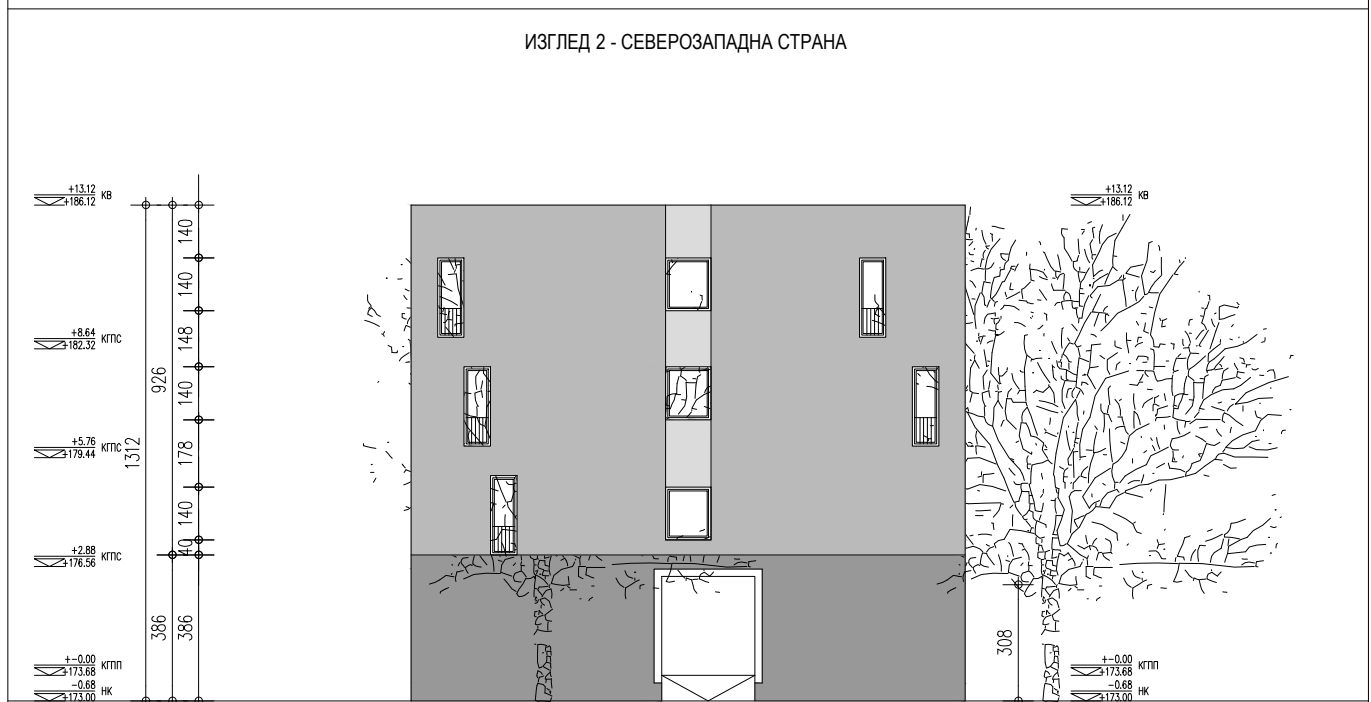 ИЗГЛЕД 2 - СЕВЕРОЗАПАДНА СТРАНА
+13.12
+186.12 КВ
+13.12
+186.12 КВ
140
140
+8.64
+182.32 КГПС
148
926
140
+5.76
+179.44 КГПС
1312
178
140
+2.88
+176.56 КГПС
40
386
386
308
+-0.00
+173.68 КГПП
+-0.00
+173.68 КГПП
-0.68
+173.00 НК
-0.68
+173.00 НК